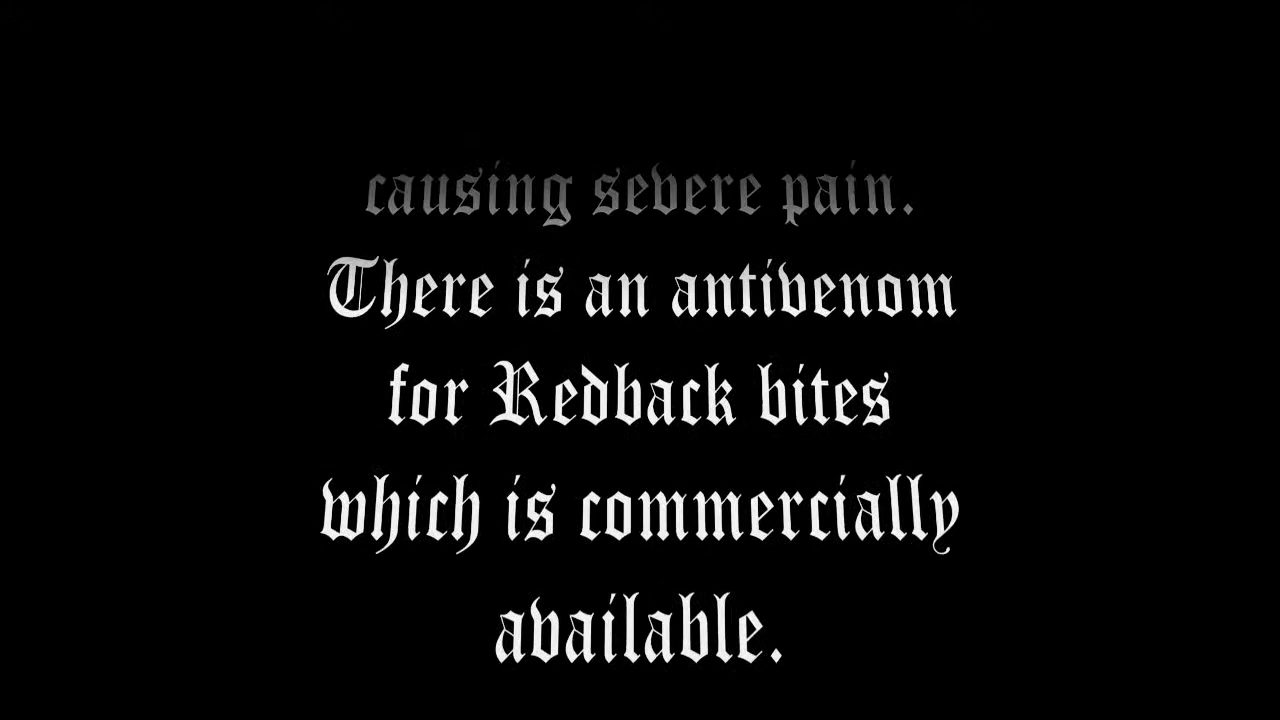 causing severe pain.
There is an antivenom
for Redback bites
which is commercially
available.